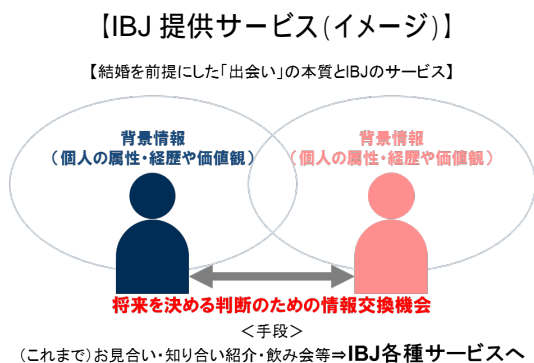 【IBJ 提供サービス(イメージ)】
【結婚を前提にした「出会い」の本質とIBJのサービス】
背景情報
（個人の属性・経歴や価値観）
背景情報
（個人の属性・経歴や価値観）
将来を決める判断のための情報交換機会
＜手段＞
(これまで)お見合い・知り合い紹介・飲み会等⇒IBJ各種サービスへ